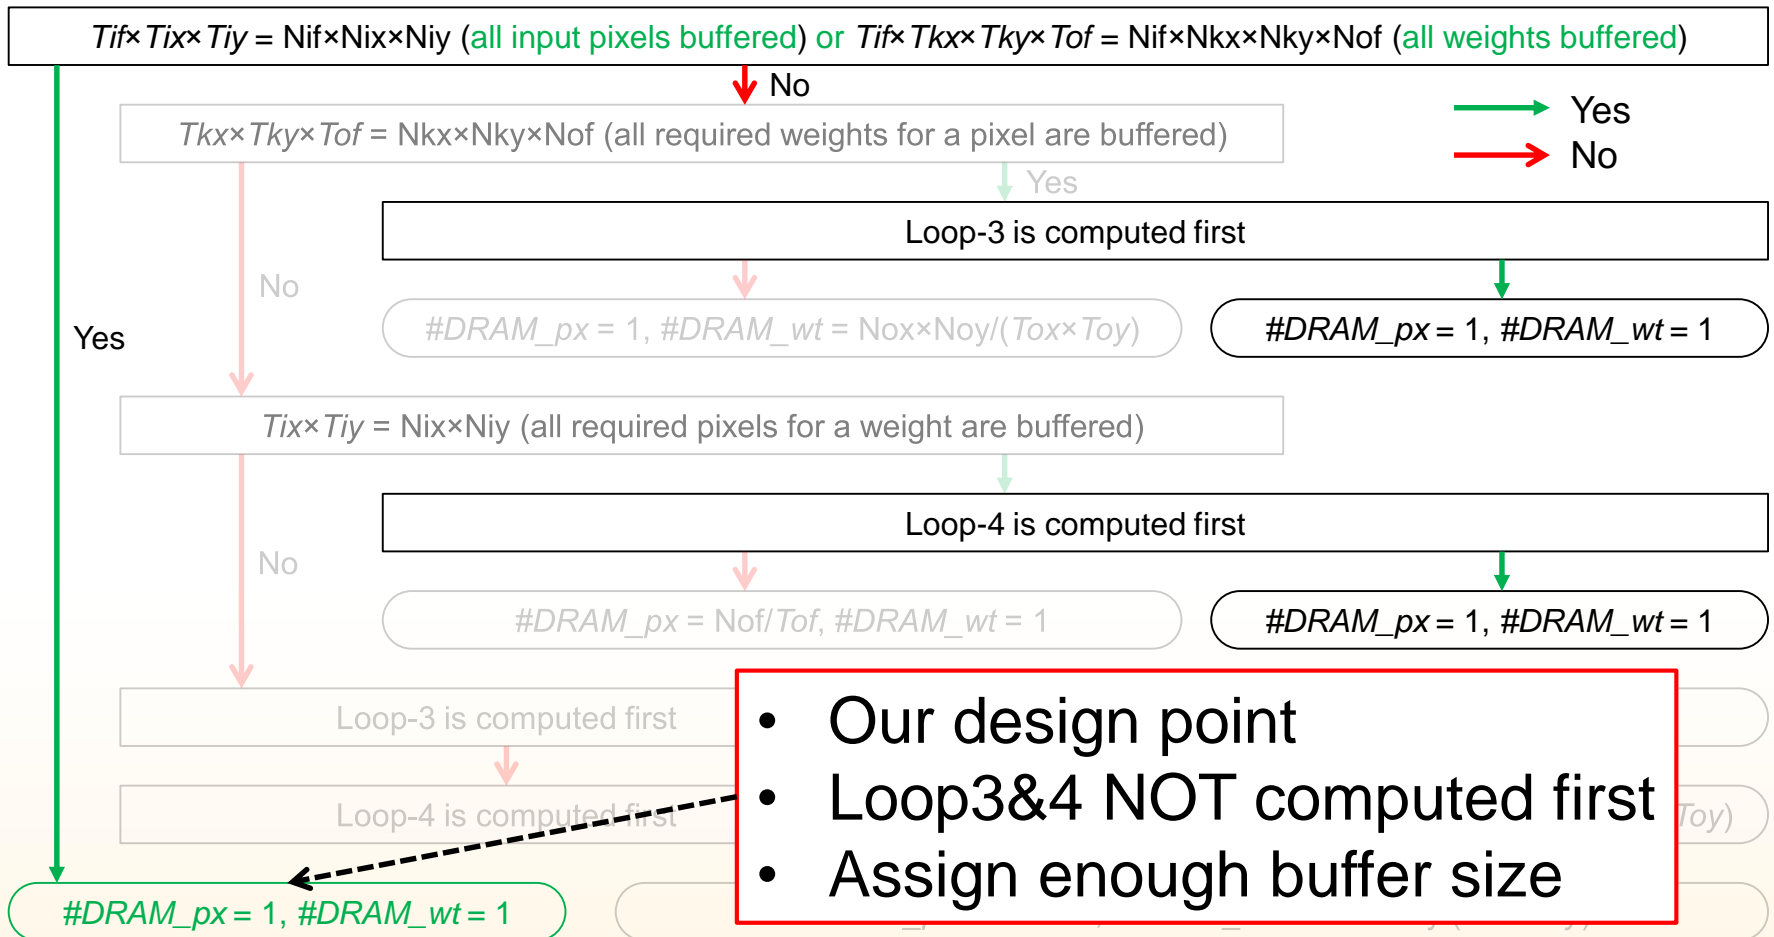 Tif×Tix×Tiy = Nif×Nix×Niy (all input pixels buffered) or Tif×Tkx×Tky×Tof = Nif×Nkx×Nky×Nof (all weights buffered)
No
Tkx×Tky×Tof = Nkx×Nky×Nof (all required weights for a pixel are buffered)
Yes
No
Yes
Loop-3 is computed first
No
Yes
#DRAM_px = 1, #DRAM_wt = Nox×Noy/(Tox×Toy)
#DRAM_px = 1, #DRAM_wt = 1
Tix×Tiy = Nix×Niy (all required pixels for a weight are buffered)
Loop-4 is computed first
No
#DRAM_px = Nof/Tof, #DRAM_wt = 1
#DRAM_px = 1, #DRAM_wt = 1
Loop-3 is computed first
• Our design point
• Loop3&4 NOT computed first
Loop-4 is computed first
Toy)
• Assign enough buffer size
#DRAM_px = 1, #DRAM_wt = 1